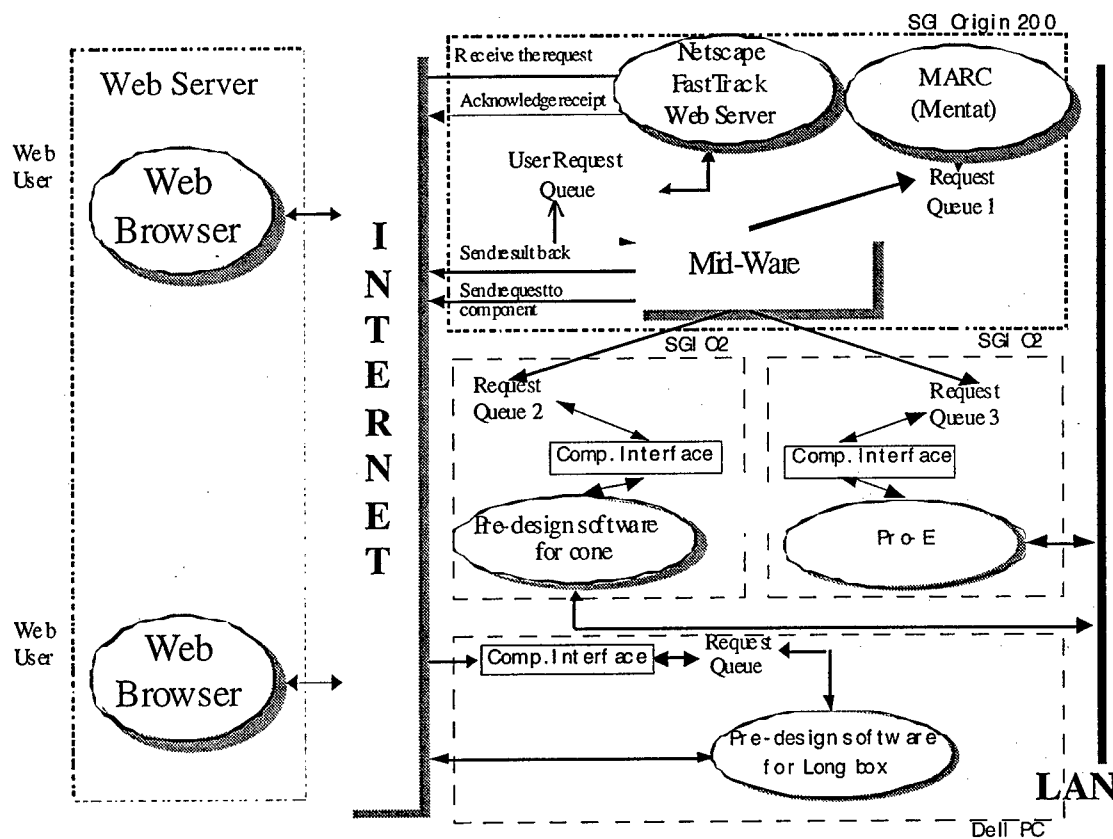 SGI Origin 200
Web Server
Web
User
Web
Browser
Web
User
Web
Browser
INTERNET
Receive the request
Acknowledge receipt
Netscape
FastTrack
Web Server
MARC
(Mentat)
User Request
Queue
Request
Queue 1
Send result back
Send request to
component
Mid-Ware
SGI O2
SGI O2
Request
Queue 2
Comp. Interface
Pre-design software
for cone
Request
Queue 3
Comp. Interface
Pro-E
Comp. Interface
Request
Queue
Pre-design software
for Long box
LAN
Dell PC